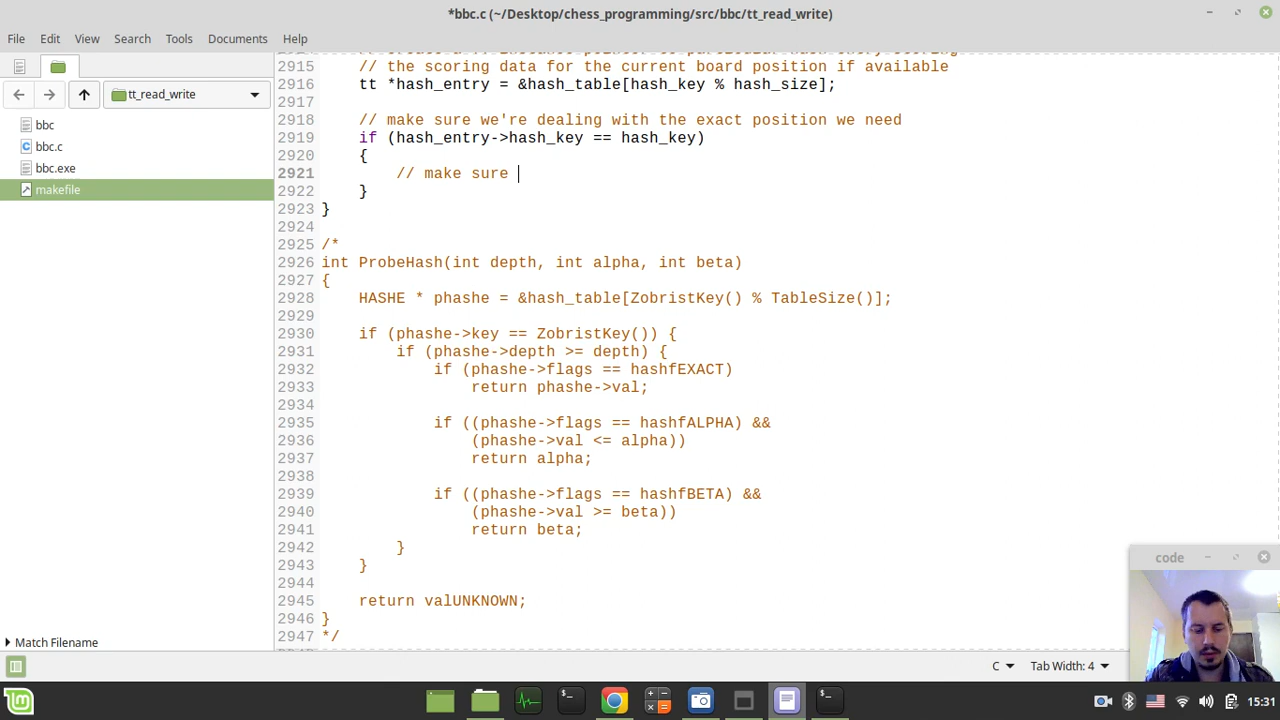 *bbc.c (~/Desktop/chess_programming/src/bbc/tt_read_write)
File Edit View Search Tools Documents Help
tt_read_write
bbc
bbc.c
bbc.exe
makefile
Match Filename
2915 // the scoring data for the current board position if available
2916 tt *hash_entry = &hash_table[hash_key % hash_size];
2917
2918 // make sure we're dealing with the exact position we need
2919 if (hash_entry->hash_key == hash_key)
2920 {
2921 // make sure
2922 }
2923 }
2924
2925 /*
2926 int ProbeHash(int depth, int alpha, int beta)
2927 {
2928 HASHE * phashe = &hash_table[ZobristKey() % TableSize()];
2929
2930 if (phashe->key == ZobristKey()) {
2931 if (phashe->depth >= depth) {
2932 if (phashe->flags == hashfEXACT)
2933 return phashe->val;
2934
2935 if ((phashe->flags == hashfALPHA) &&
2936 (phashe->val <= alpha))
2937 return alpha;
2938
2939 if ((phashe->flags == hashfBETA) &&
2940 (phashe->val >= beta))
2941 return beta;
2942 }
2943 }
2944
2945 return valUNKNOWN;
2946 }
2947 */
code
C Tab Width: 4
15:31